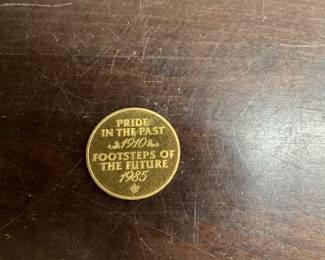 PRIDE
IN THE PAST
1910
FOOTSTEPS OF
THE FUTURE
1985